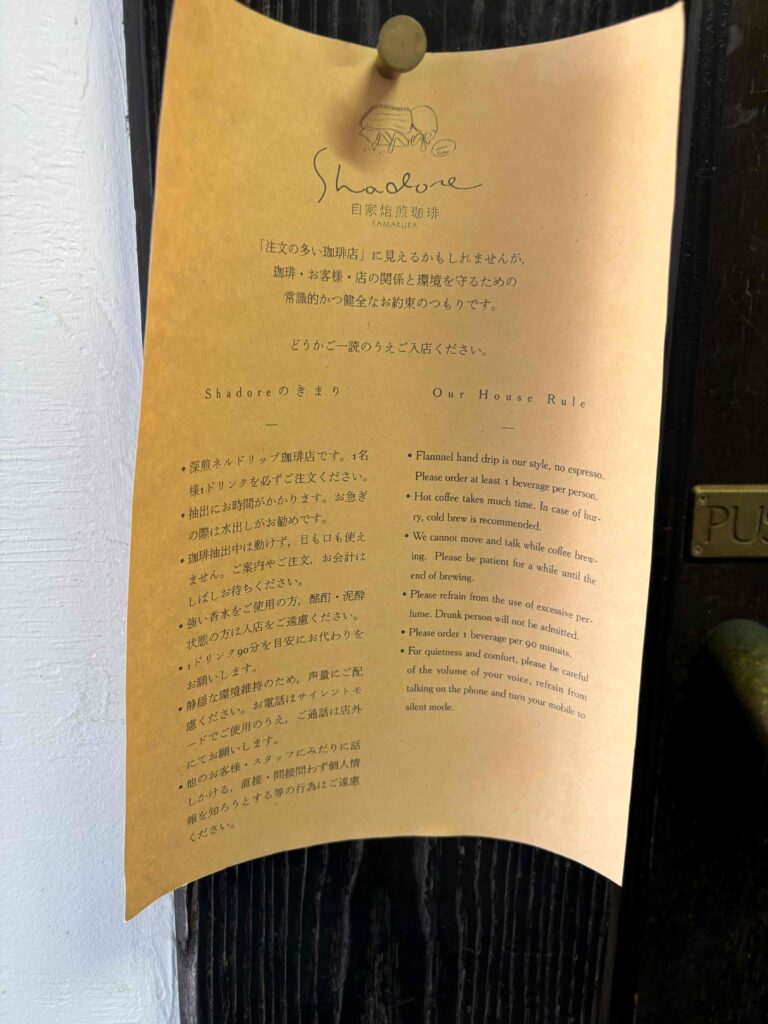 Shadore
自家焙煎珈琲
KAMAKURA
「注文の多い珈琲店」に見えるかもしれませんが,
珈琲・お客様・店の関係と環境を守るための
常識的かつ健全なお約束のつもりです。
どうかご一読のうえご入店ください。
Shadoreのきまり
—
• 深煎ネルドリップ珈琲店です。1名
様1ドリンクを必ずご注文ください。
• 抽出にお時間がかかります。お急ぎ
の際は水出しがお勧めです。
• 珈琲抽出中は動けず,目も口も使え
ません。ご案内やご注文,お会計は
しばしお待ちください。
• 強い香水をご使用の方,酩酊・泥酔
状態の方は入店をご遠慮ください。
• 1ドリンク90分を目安にお代わりを
お願いします。
• 静穏な環境維持のため,声量にご配
慮ください。お電話はサイレントモ
ードでご使用のうえ,ご通話は店外
にてお願いします。
• 他のお客様・スタッフにみだりに話
しかける,直接・間接問わず個人情
報を知ろうとする等の行為はご遠慮
ください。
Our House Rule
—
• Flannnel hand drip is our style, no espresso.
Please order at least 1 beverage per person.
• Hot coffee takes much time. In case of hur-
ry, cold brew is recommended.
• We cannot move and talk while coffee brew-
ing. Please be patient for a while until the
end of brewing.
• Please refrain from the use of excessive per-
fume. Drunk person will not be admitted.
• Please order 1 beverage per 90 minuits.
• For quietness and comfort, please be careful
of the volume of your voice, refrain from
talking on the phone and turn your mobile to
silent mode.
PUS